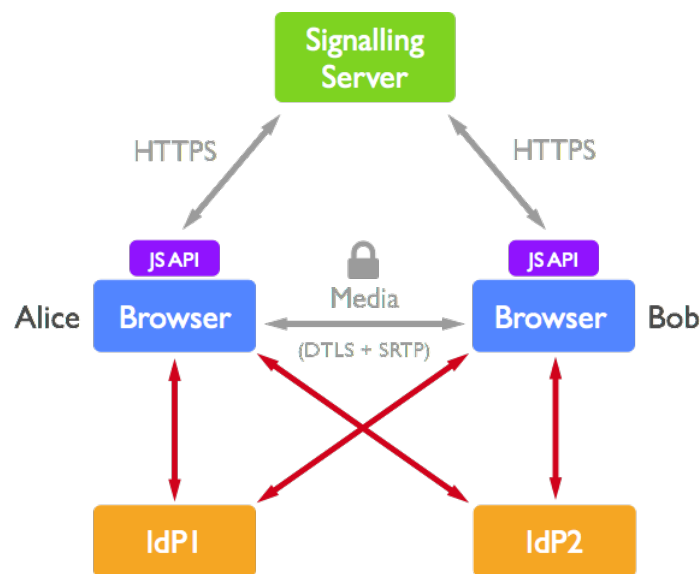 Signalling
Server
HTTPS
HTTPS
JS API
JS API
Media
Alice
Browser
Browser
Bob
(DTLS + SRTP)
IdP1
IdP2